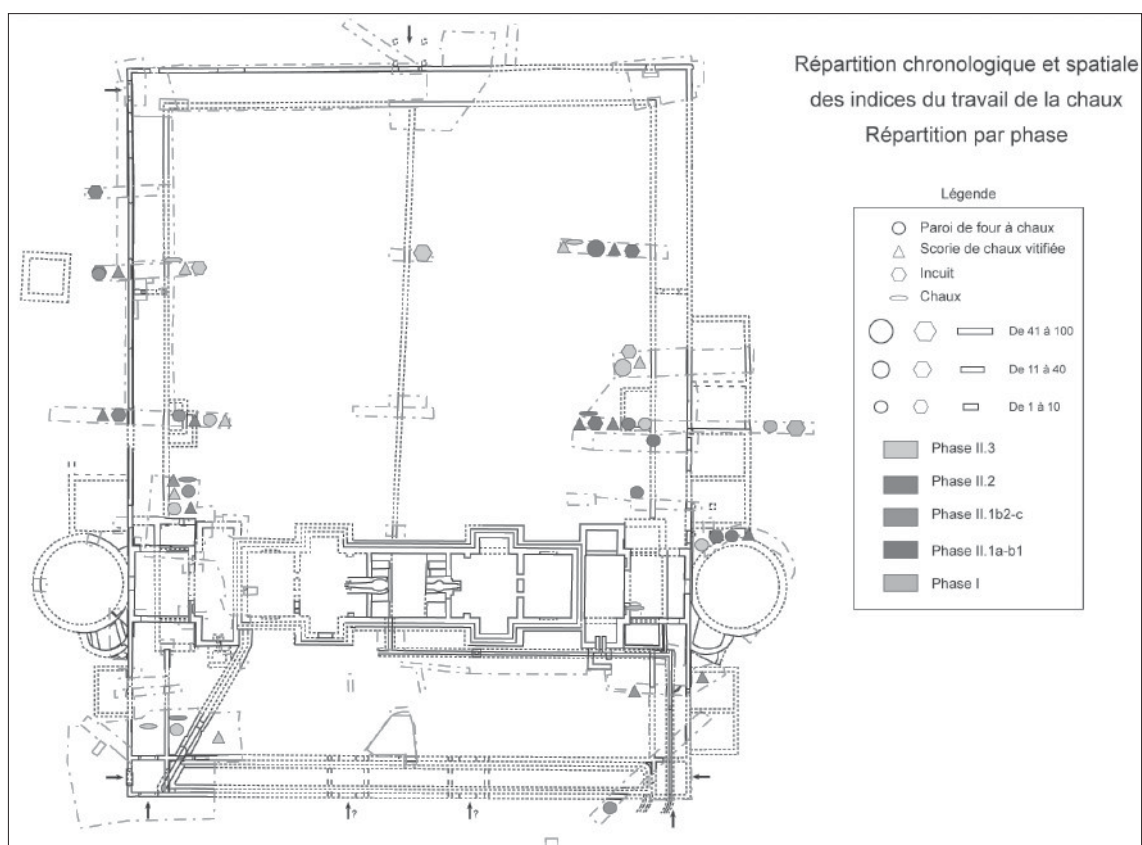 Répartition chronologique et spatiale
des indices du travail de la chaux
Répartition par phase
Légende
Paroi de four à chaux
Scorie de chaux vitifiée
Incuit
Chaux
De 41 à 100
De 11 à 40
De 1 à 10
Phase II.3
Phase II.2
Phase II.1b2-c
Phase II.1a-b1
Phase I
? ?